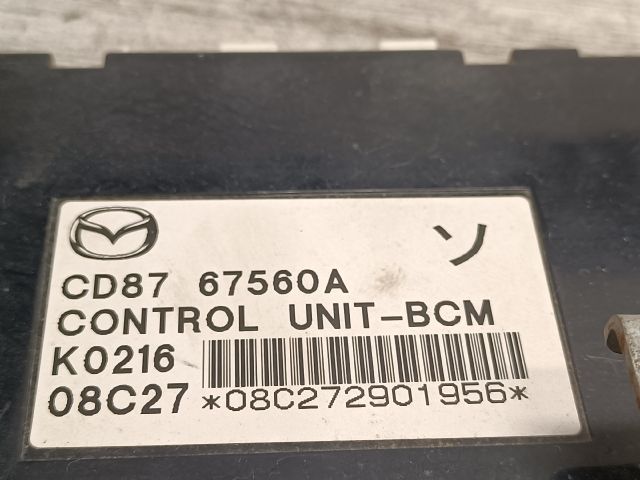 ソ
CD87 67560A
CONTROL UNIT-BCM
K0216
08C27 *08C272901956*